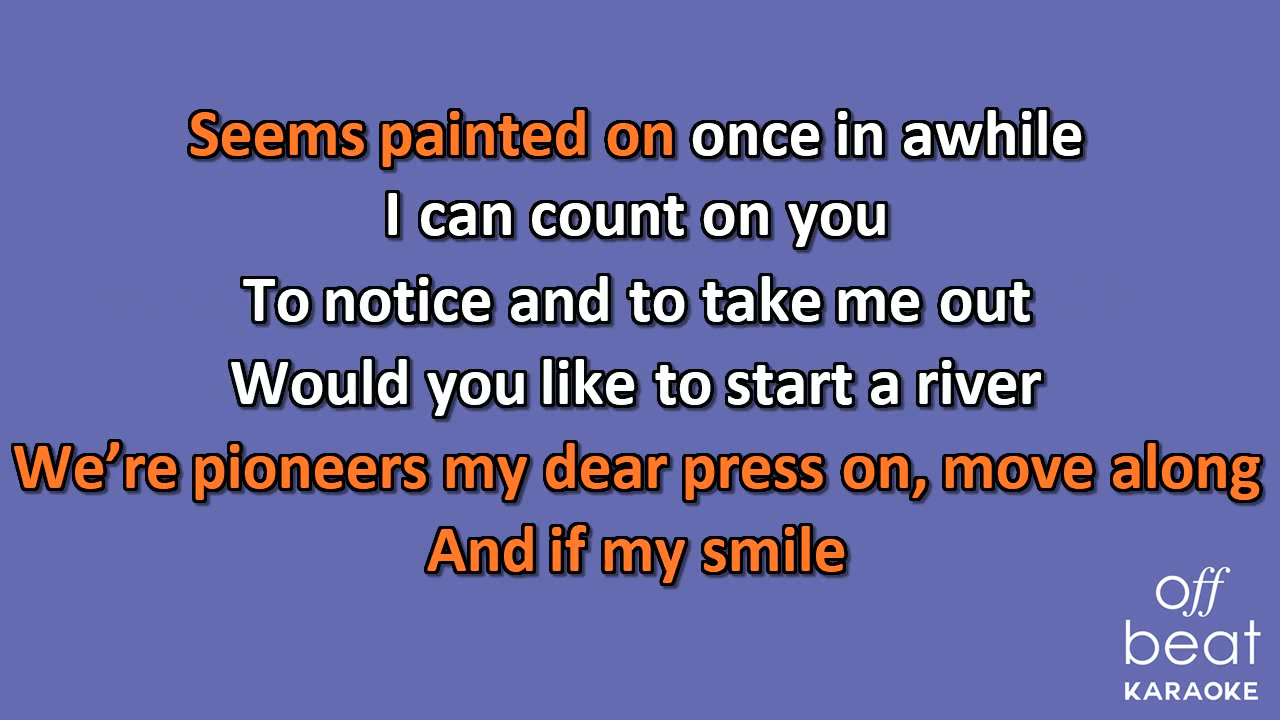 Seems painted on once in awhile
I can count on you
To notice and to take me out
Would you like to start a river
We’re pioneers my dear press on, move along
And if my smile
off
beat
KARAOKE